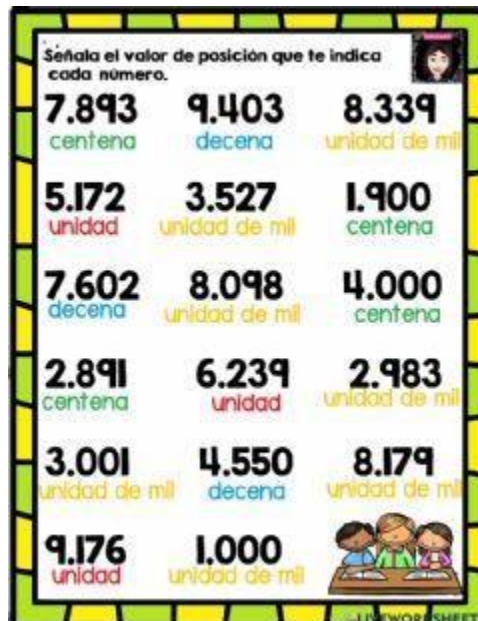 Señala el valor de posición que te indica
cada número.
7.893 9.403 8.339
centena decena unidad de mil
5.172 3.527 1.900
unidad unidad de mil centena
7.602 8.098 4.000
decena unidad de mil centena
2.891 6.239 2.983
centena unidad unidad de mil
3.001 4.550 8.179
unidad de mil decena unidad de mil
9.176 1.000
unidad unidad de mil
LIVEWORKSHEET